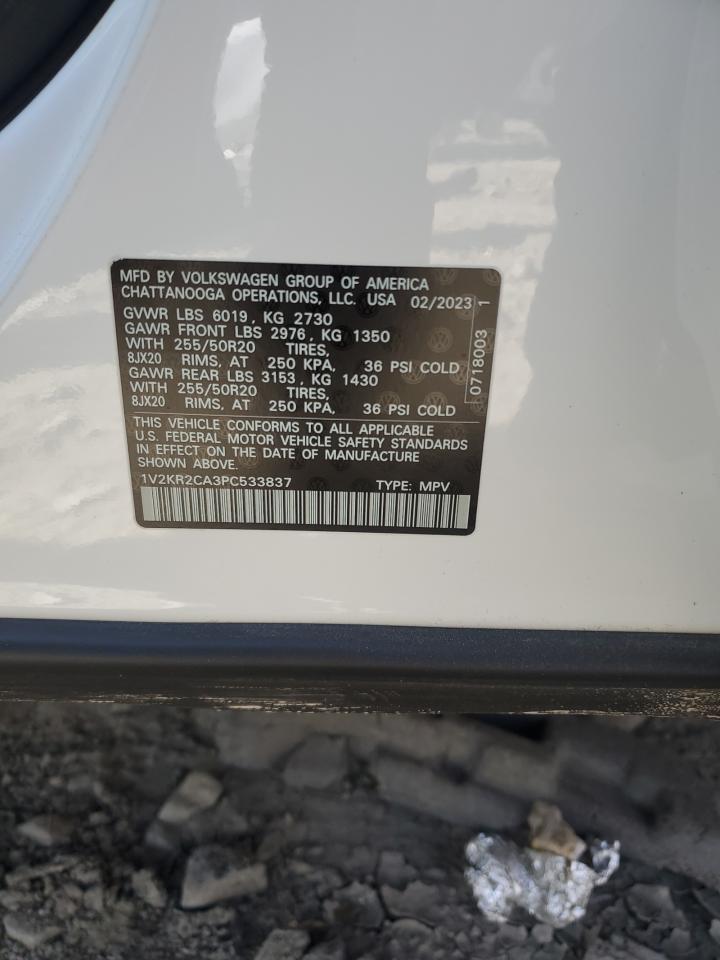 MFD BY VOLKSWAGEN GROUP OF AMERICA
CHATTANOOGA OPERATIONS, LLC. USA 02/2023
GVWR LBS 6019, KG 2730
GAWR FRONT LBS 2976, KG 1350
WITH 255/50R20 TIRES,
8JX20 RIMS, AT 250 KPA, 36 PSI COLD
GAWR REAR LBS 3153, KG 1430
WITH 255/50R20 TIRES,
8JX20 RIMS, AT 250 KPA, 36 PSI COLD
THIS VEHICLE CONFORMS TO ALL APPLICABLE
U.S. FEDERAL MOTOR VEHICLE SAFETY STANDARDS
IN EFFECT ON THE DATE OF MANUFACTURE
SHOWN ABOVE.
1V2KR2CA3PC533837 TYPE: MPV
0718003 1